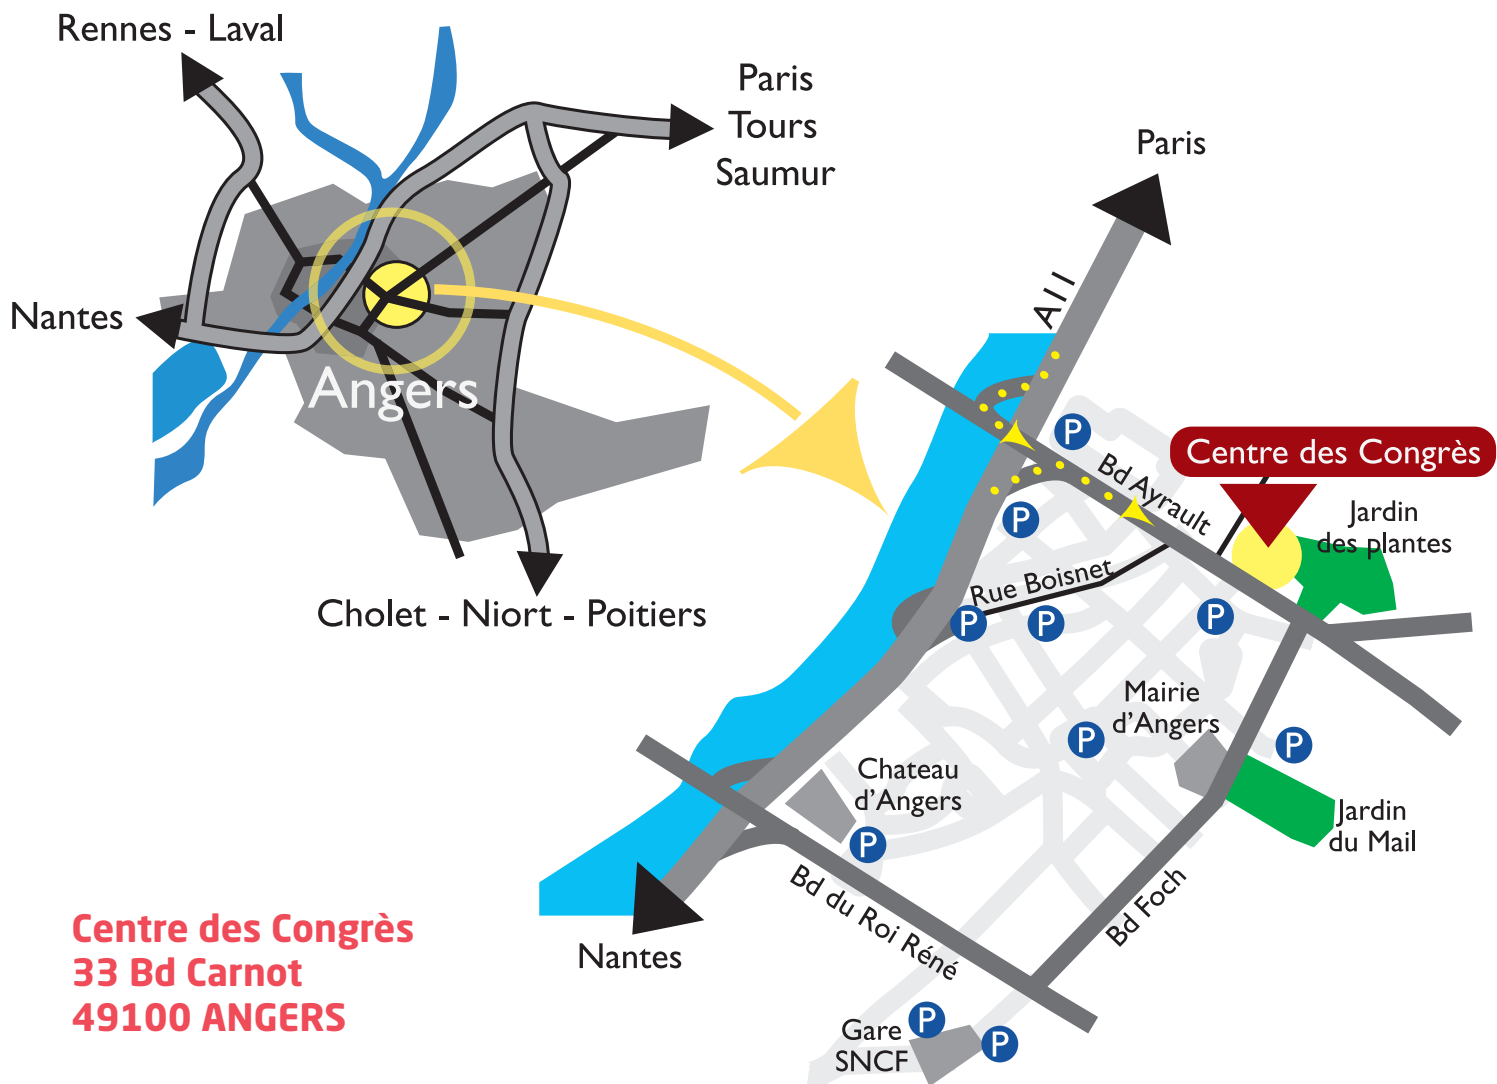 Rennes - Laval
Paris
Tours
Saumur
Nantes
Angers
Cholet - Niort - Poitiers
Paris
A11
P
Centre des Congrès
Bd Ayrault
P
Jardin
des plantes
Rue Boisnet
P
P
P
Mairie
d'Angers
P
P
Chateau
d'Angers
P
Jardin
du Mail
Bd du Roi Réné
Bd Foch
Nantes
Gare
SNCF
P
P
Centre des Congrès
33 Bd Carnot
49100 ANGERS